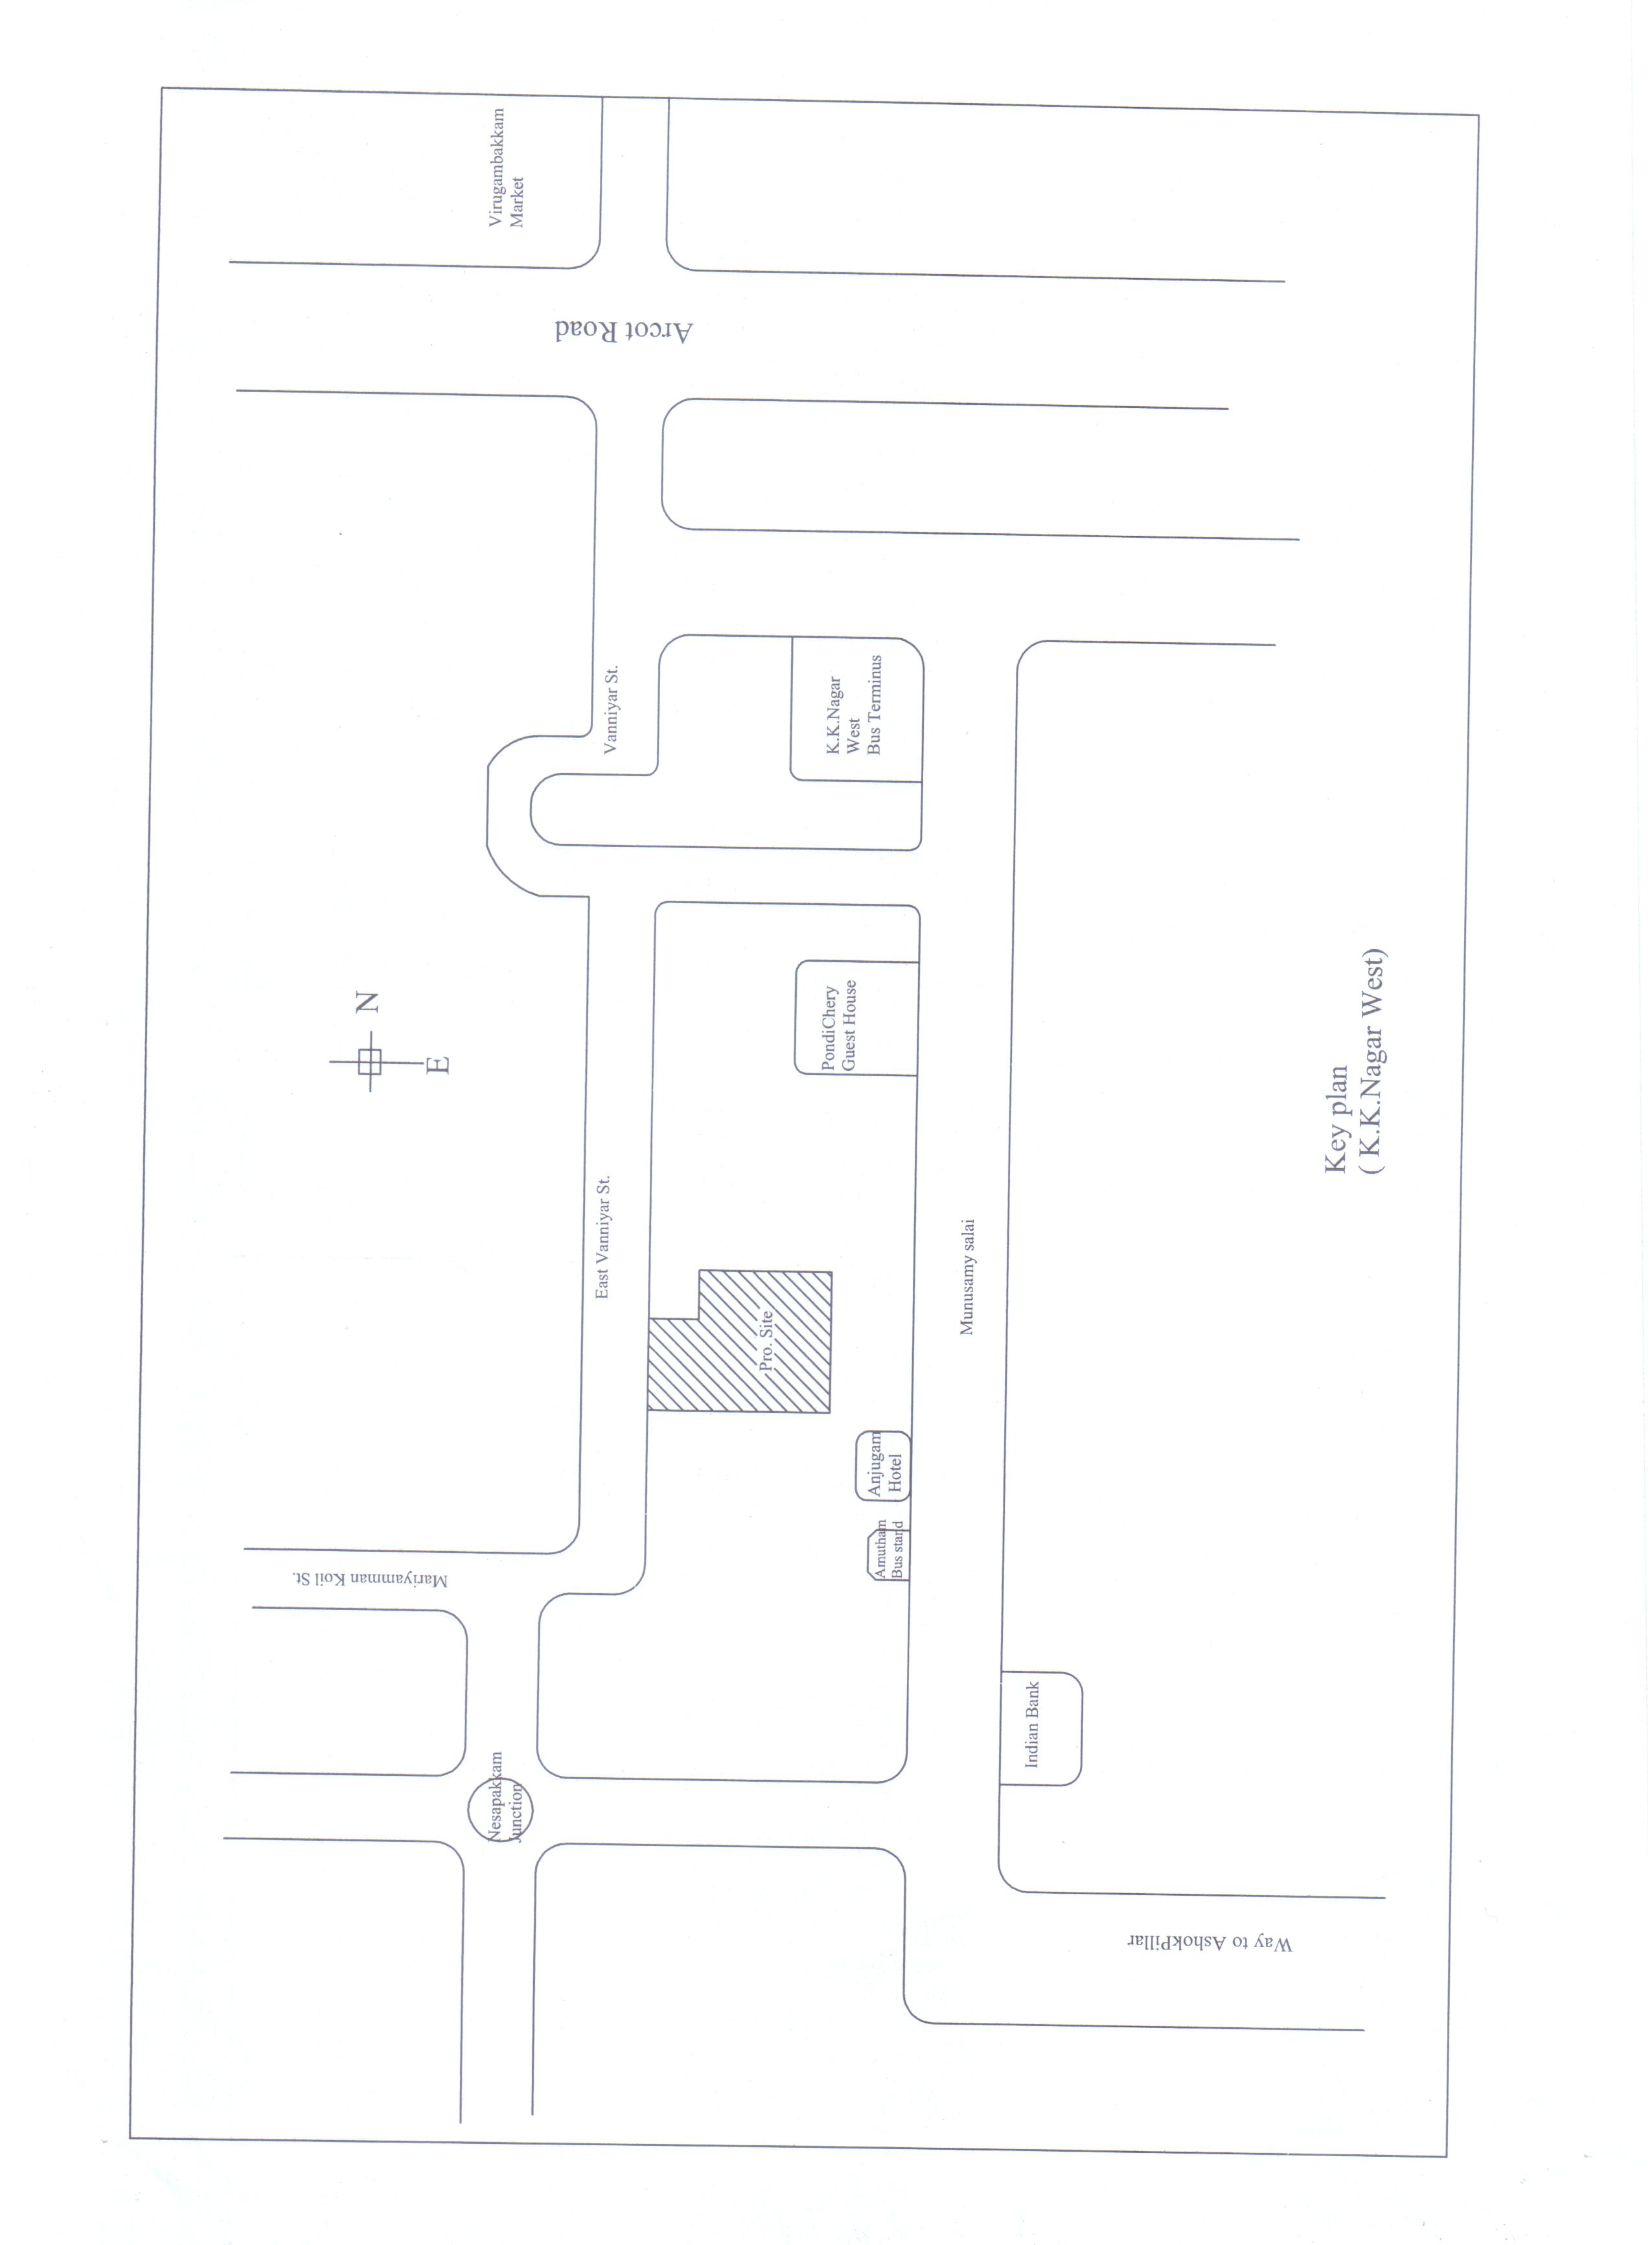 Virugambakkam
Market
Arcot Road
Vanniyar St.
K.K.Nagar
West
Bus Terminus
N
E
PondiChery
Guest House
East Vanniyar St.
Munusamy salai
Pro. Site
Anjugam
Hotel
Amutham
Bus stand
Mariyamman Koil St.
Nesapakkam
Junction
Indian Bank
Way to AshokPillar
Key plan
( K.K.Nagar West)